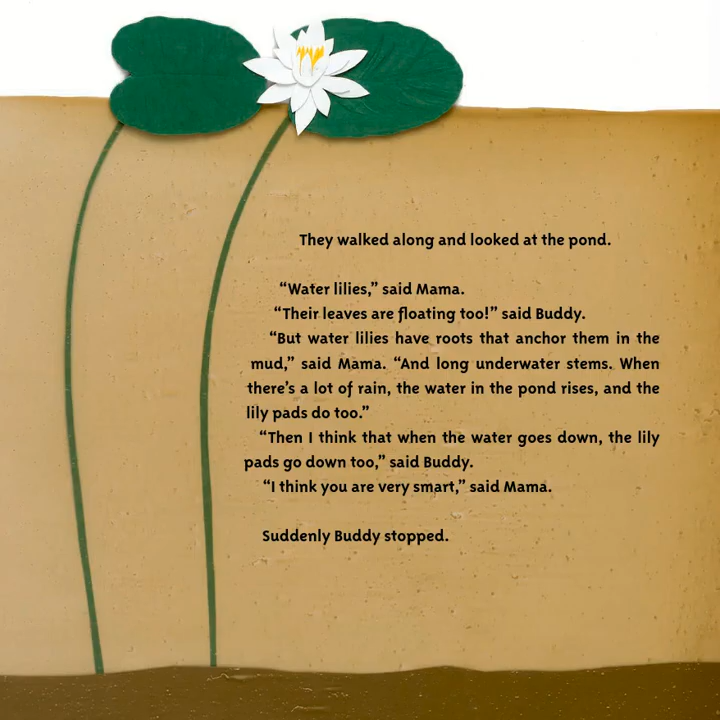 They walked along and looked at the pond.
“Water lilies,” said Mama.
“Their leaves are floating too!” said Buddy.
“But water lilies have roots that anchor them in the
mud,” said Mama. “And long underwater stems. When
there’s a lot of rain, the water in the pond rises, and the
lily pads do too.”
“Then I think that when the water goes down, the lily
pads go down too,” said Buddy.
“I think you are very smart,” said Mama.
Suddenly Buddy stopped.